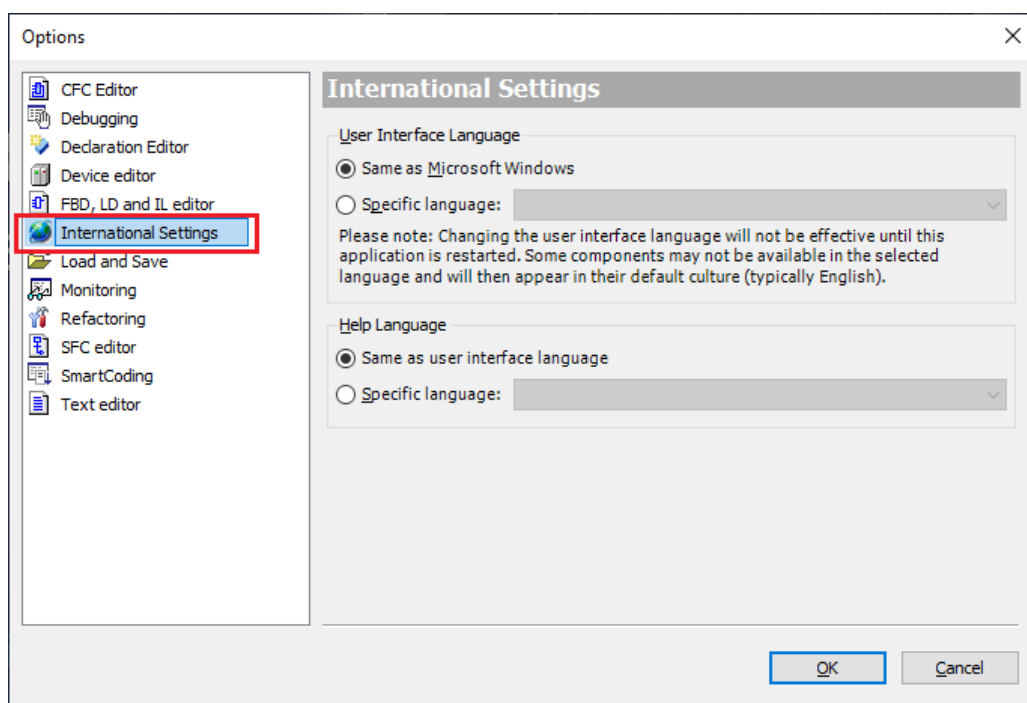 Options
CFC Editor
Debugging
Declaration Editor
Device editor
FBD, LD and IL editor
International Settings
Load and Save
Monitoring
Refactoring
SFC editor
SmartCoding
Text editor
International Settings
User Interface Language
Same as Microsoft Windows
Specific language:
Please note: Changing the user interface language will not be effective until this
application is restarted. Some components may not be available in the selected
language and will then appear in their default culture (typically English).
Help Language
Same as user interface language
Specific language:
OK
Cancel